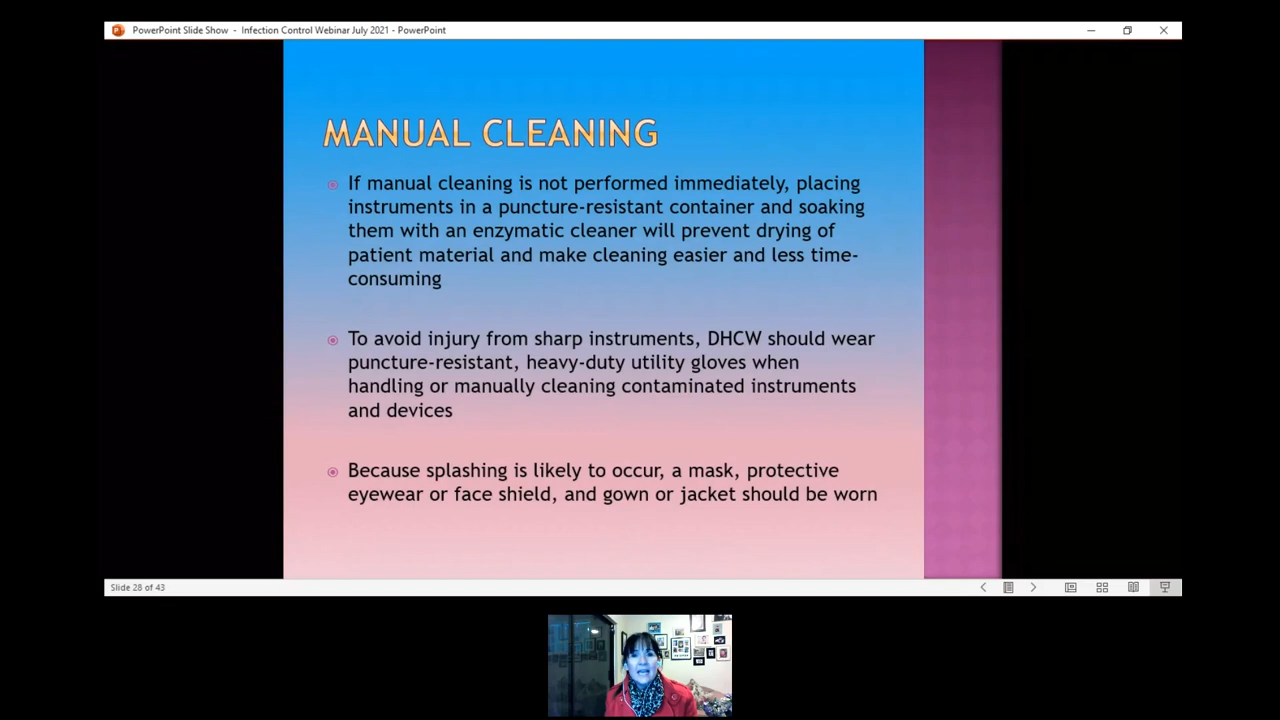 PowerPoint Slide Show - Infection Control Webinar July 2021 - PowerPoint
MANUAL CLEANING
If manual cleaning is not performed immediately, placing
instruments in a puncture-resistant container and soaking
them with an enzymatic cleaner will prevent drying of
patient material and make cleaning easier and less time-
consuming
To avoid injury from sharp instruments, DHCW should wear
puncture-resistant, heavy-duty utility gloves when
handling or manually cleaning contaminated instruments
and devices
Because splashing is likely to occur, a mask, protective
eyewear or face shield, and gown or jacket should be worn
Slide 28 of 43